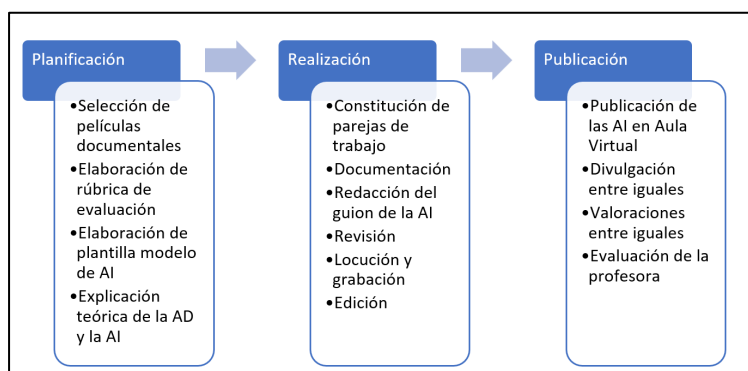 Planificación
•Selección de
películas
documentales
•Elaboración de
rúbrica de
evaluación
•Elaboración de
plantilla modelo
de AI
•Explicación
teórica de la AD
y la AI
Realización
•Constitución de
parejas de
trabajo
•Documentación
•Redacción del
guion de la AI
•Revisión
•Locución y
grabación
•Edición
Publicación
•Publicación de
las AI en Aula
Virtual
•Divulgación
entre iguales
•Valoraciones
entre iguales
•Evaluación de la
profesora